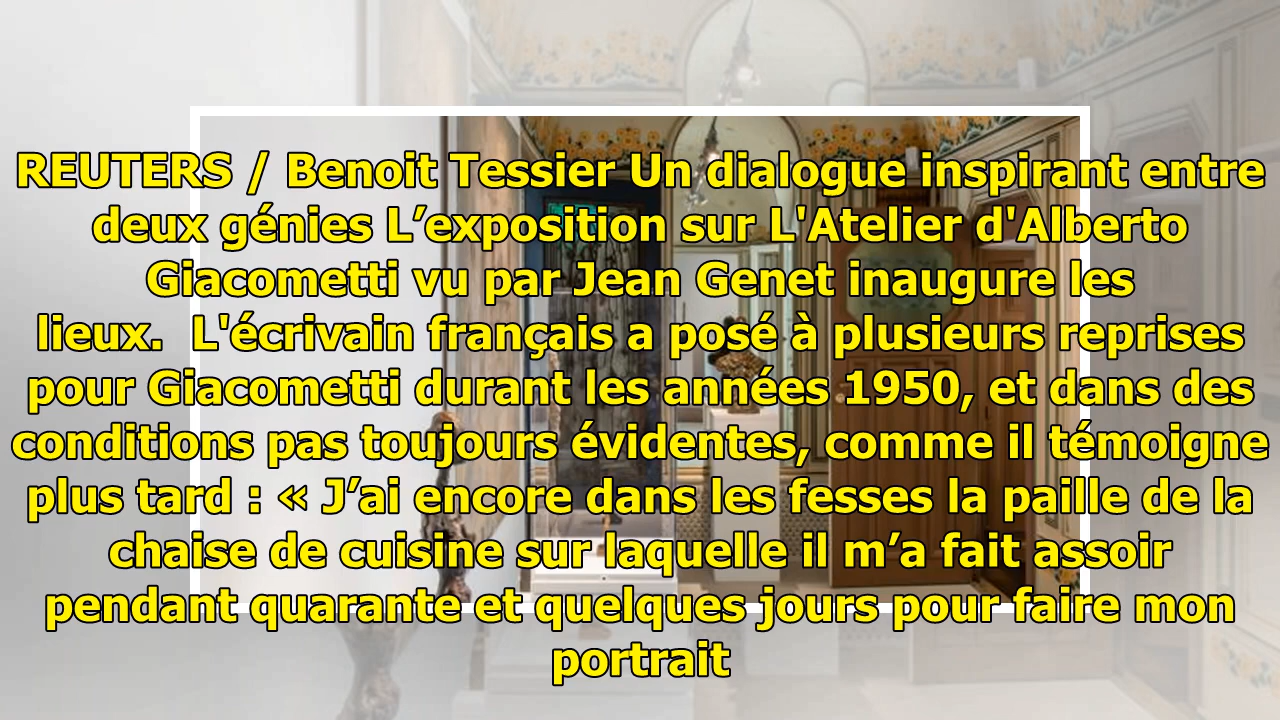 REUTERS / Benoit Tessier Un dialogue inspirant entre
deux génies L’exposition sur L'Atelier d'Alberto
Giacometti vu par Jean Genet inaugure les
lieux.  L'écrivain français a posé à plusieurs reprises
pour Giacometti durant les années 1950, et dans des
conditions pas toujours évidentes, comme il témoigne
plus tard : « J’ai encore dans les fesses la paille de la
chaise de cuisine sur laquelle il m’a fait assoir
pendant quarante et quelques jours pour faire mon
portrait